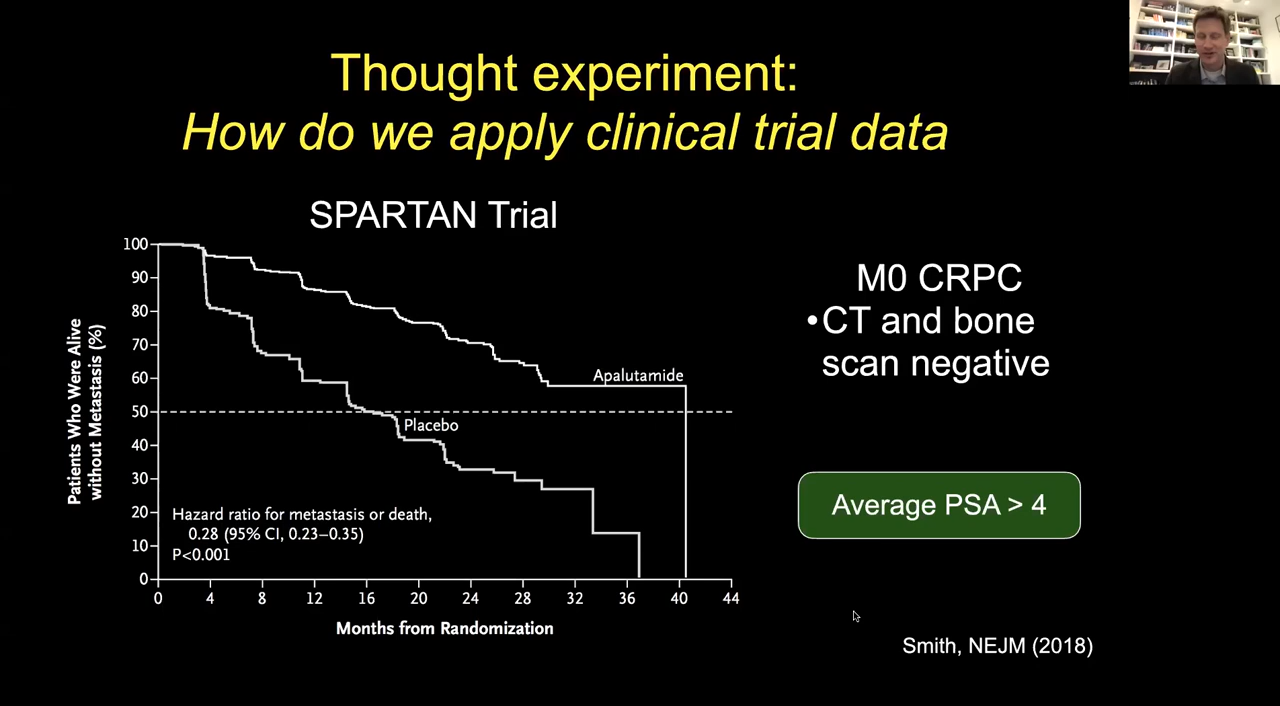 Thought experiment:
How do we apply clinical trial data
SPARTAN Trial
Patients Who Were Alive
without Metastasis (%)
100
90
80
70
60
50
40
30
20
10
0
Apalutamide
Placebo
Hazard ratio for metastasis or death,
0.28 (95% CI, 0.23–0.35)
P<0.001
0 4 8 12 16 20 24 28 32 36 40 44
Months from Randomization
M0 CRPC
•CT and bone
scan negative
Average PSA > 4
Smith, NEJM (2018)